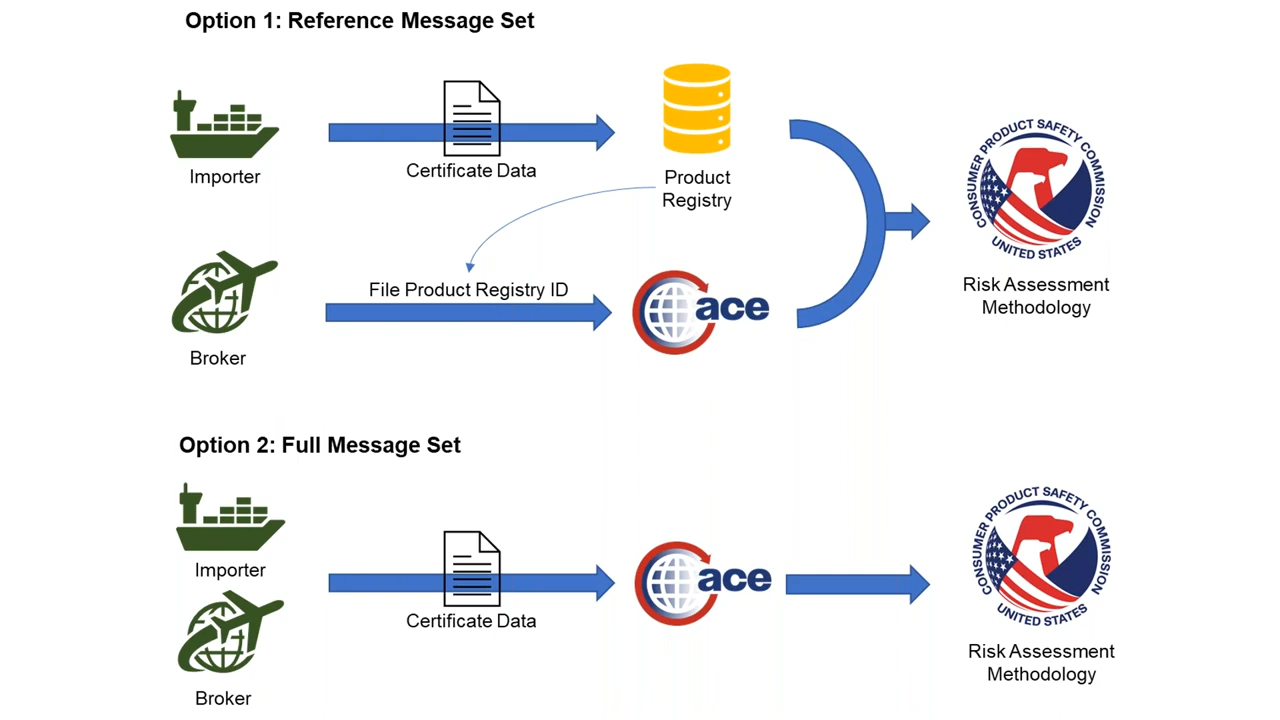 Option 1: Reference Message Set
Importer
Certificate Data
Product
Registry
CONSUMER PRODUCT SAFETY COMMISSION
UNITED STATES
Risk Assessment
Methodology
Broker
File Product Registry ID
ace
Option 2: Full Message Set
Importer
Broker
Certificate Data
ace
CONSUMER PRODUCT SAFETY COMMISSION
UNITED STATES
Risk Assessment
Methodology